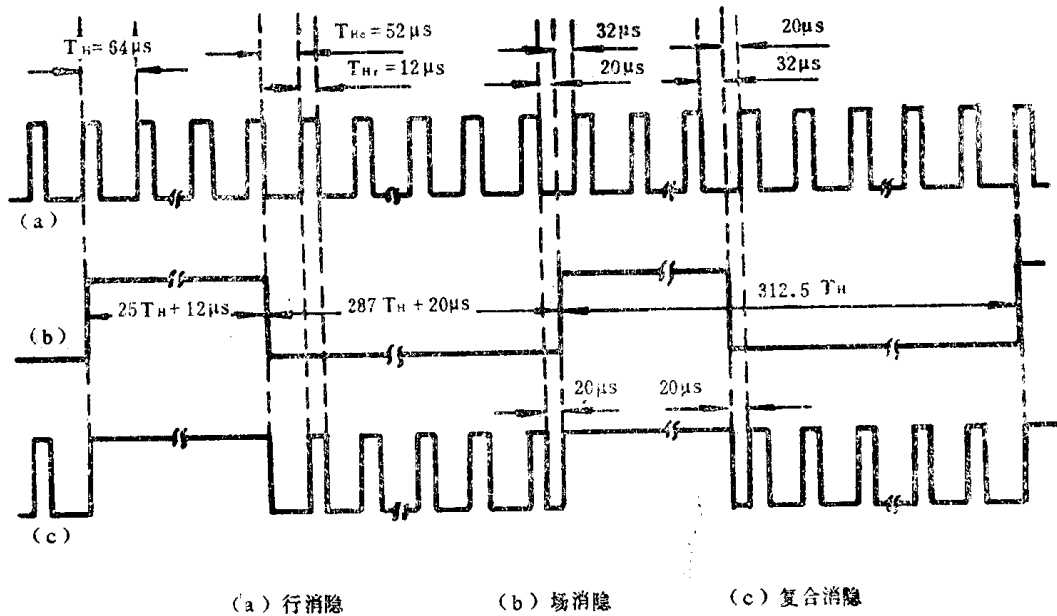 T_H = 64μs
T_Hc = 52μs
T_Hr = 12μs
32μs
20μs
20μs
32μs
(a)
25T_H + 12μs
287 T_H + 20μs
312.5 T_H
(b)
20μs
20μs
(c)
(a) 行消隐
(b) 场消隐
(c) 复合消隐